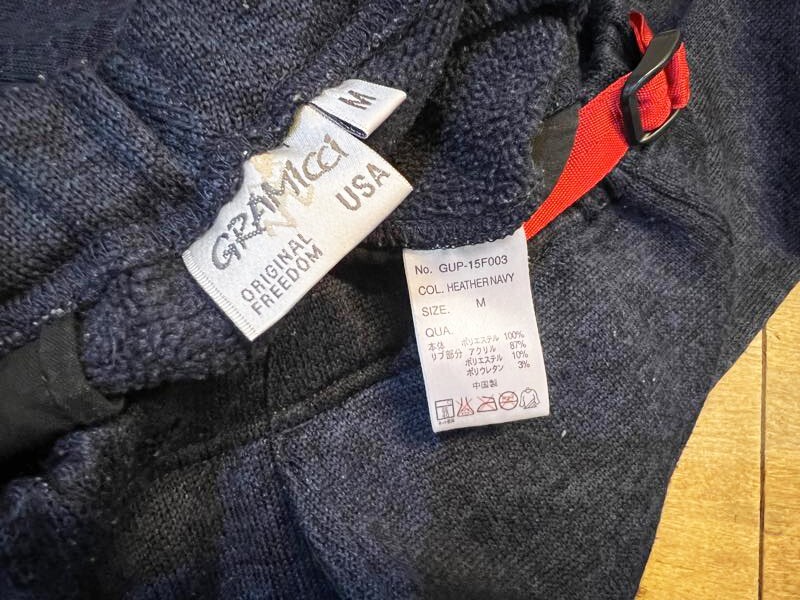 M
GRAMICCI
USA
ORIGINAL
FREEDOM
No. GUP-15F003
COL. HEATHER NAVY
SIZE. M
QUA.
本体 ポリエステル 100%
リブ部分 アクリル 87%
ポリエステル 10%
ポリウレタン 3%
中国製